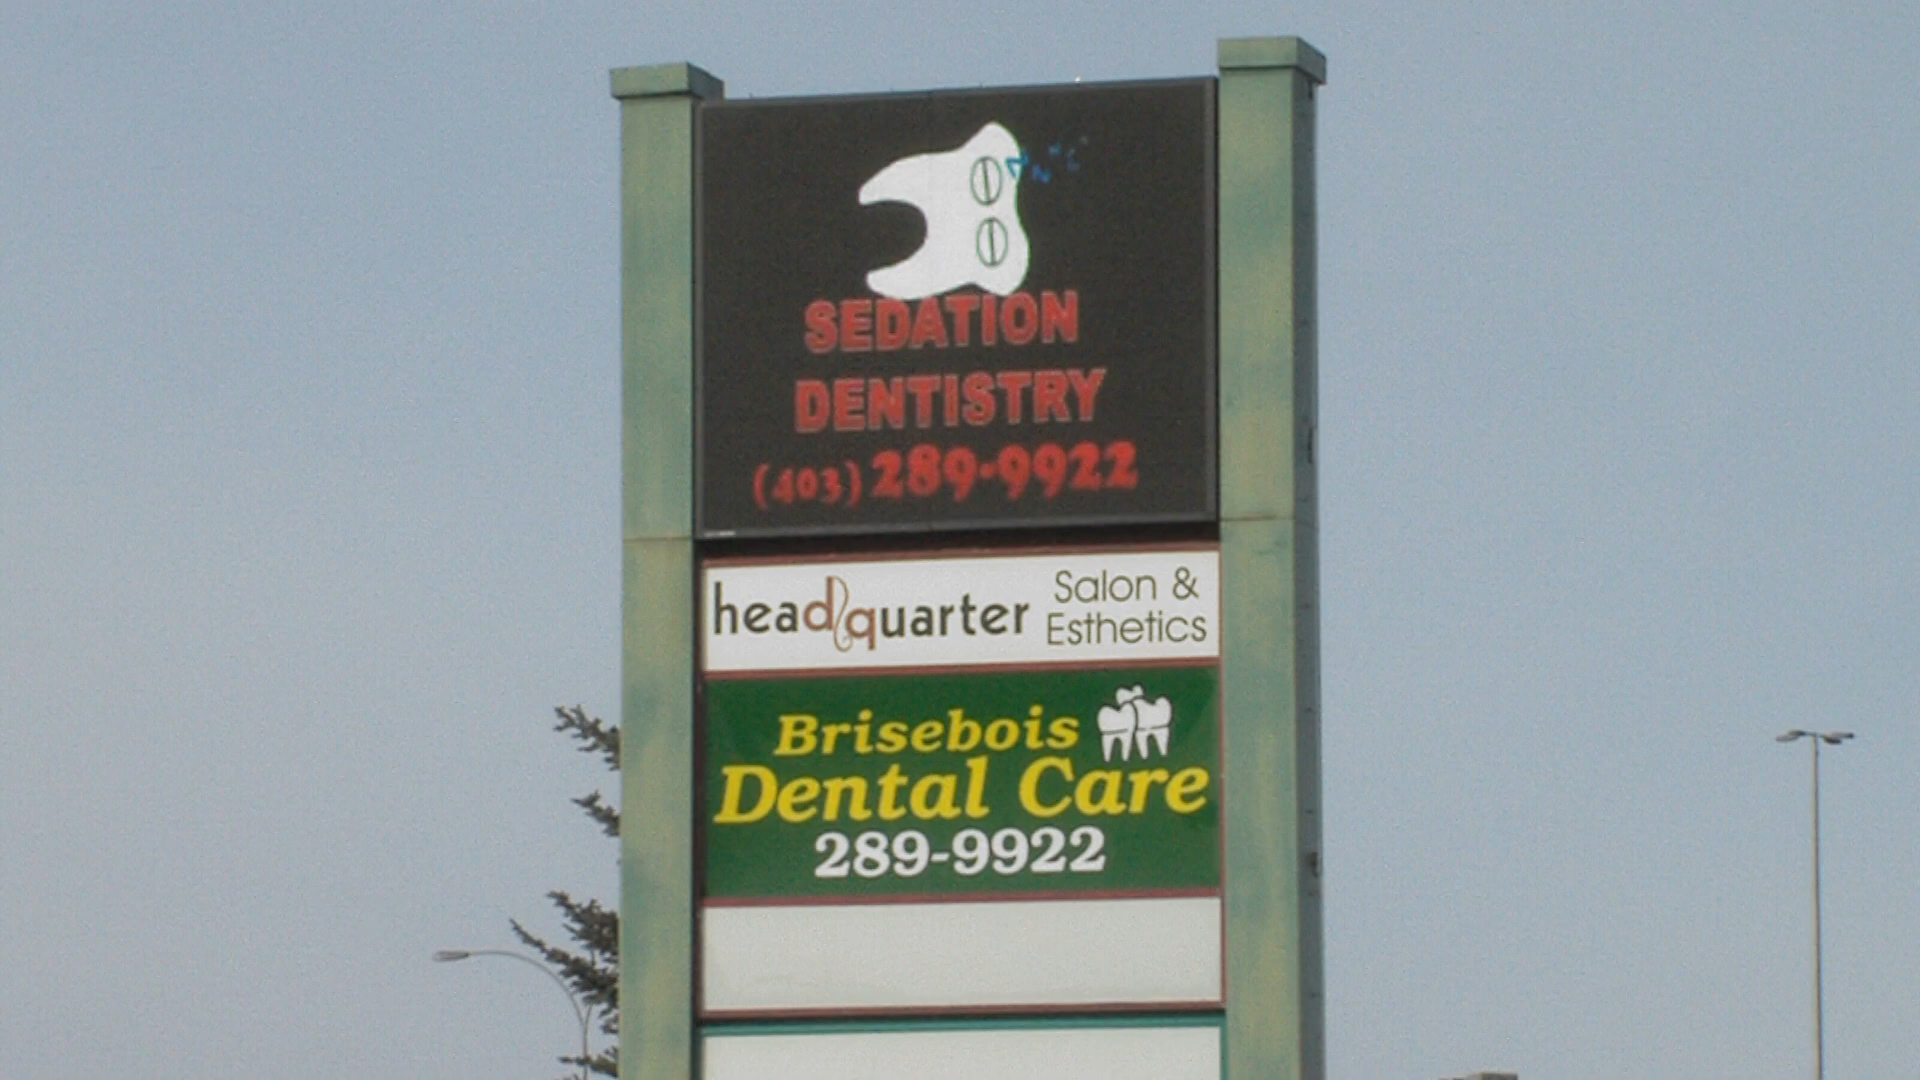 SEDATION
DENTISTRY
(403) 289-9922
headquarter
Salon &
Esthetics
Brisebois
Dental Care
289-9922